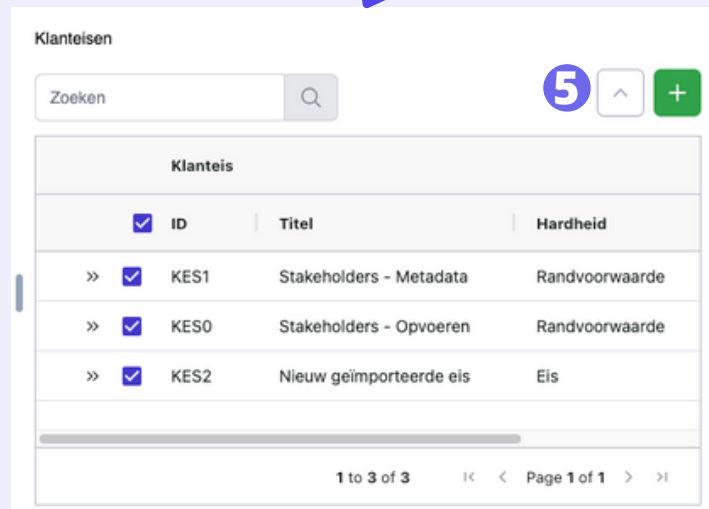 Klanteisen
Zoeken
5
+
Klanteis
ID Titel Hardheid
KES1 Stakeholders - Metadata Randvoorwaarde
KES0 Stakeholders - Opvoeren Randvoorwaarde
KES2 Nieuw geïmporteerde eis Eis
1 to 3 of 3 Page 1 of 1